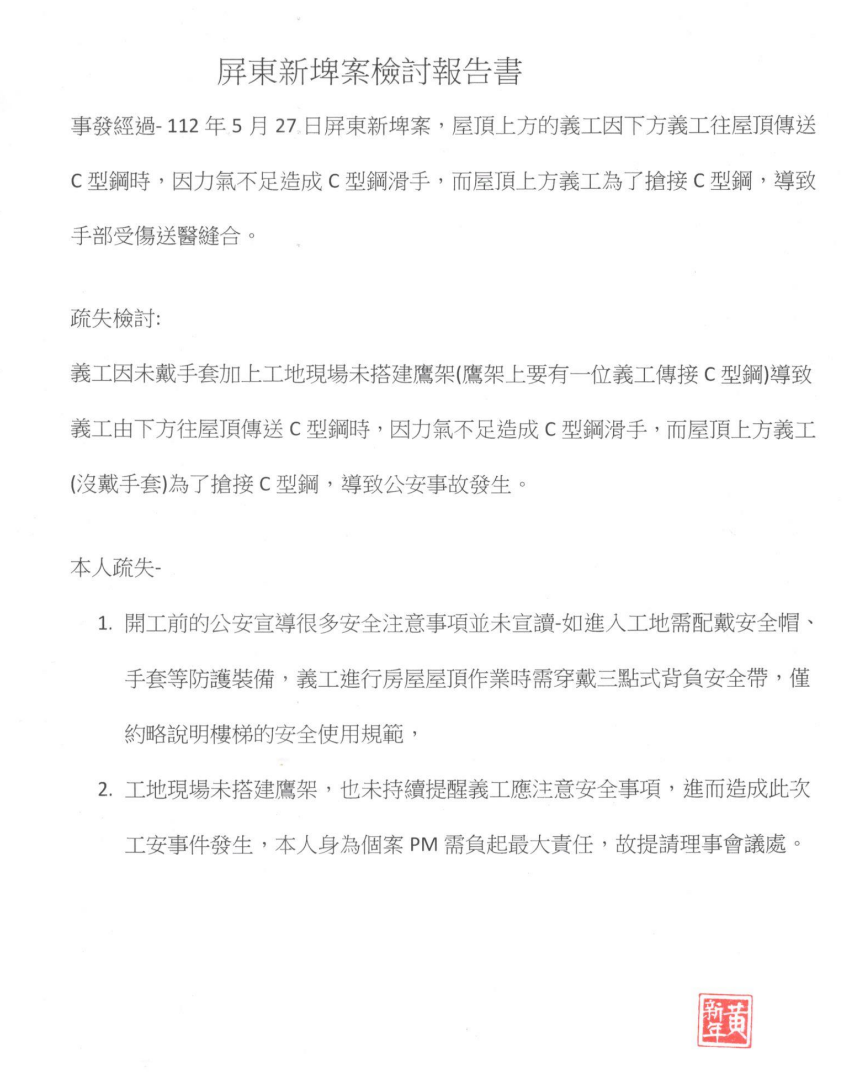 屏東新埤案檢討報告書
事發經過- 112 年 5 月 27 日屏東新埤案，屋頂上方的義工因下方義工往屋頂傳送
C 型鋼時，因力氣不足造成 C 型鋼滑手，而屋頂上方義工為了搶接 C 型鋼，導致
手部受傷送醫縫合。
疏失檢討:
義工因未戴手套加上工地現場未搭建鷹架(鷹架上要有一位義工傳接 C 型鋼)導致
義工由下方往屋頂傳送 C 型鋼時，因力氣不足造成 C 型鋼滑手，而屋頂上方義工
(沒戴手套)為了搶接 C 型鋼，導致公安事故發生。
本人疏失-
1. 開工前的公安宣導很多安全注意事項並未宣讀-如進入工地需配戴安全帽、
手套等防護裝備，義工進行房屋屋頂作業時需穿戴三點式背負安全帶，僅
約略說明樓梯的安全使用規範，
2. 工地現場未搭建鷹架，也未持續提醒義工應注意安全事項，進而造成此次
工安事件發生，本人身為個案 PM 需負起最大責任，故提請理事會議處。
黃新年